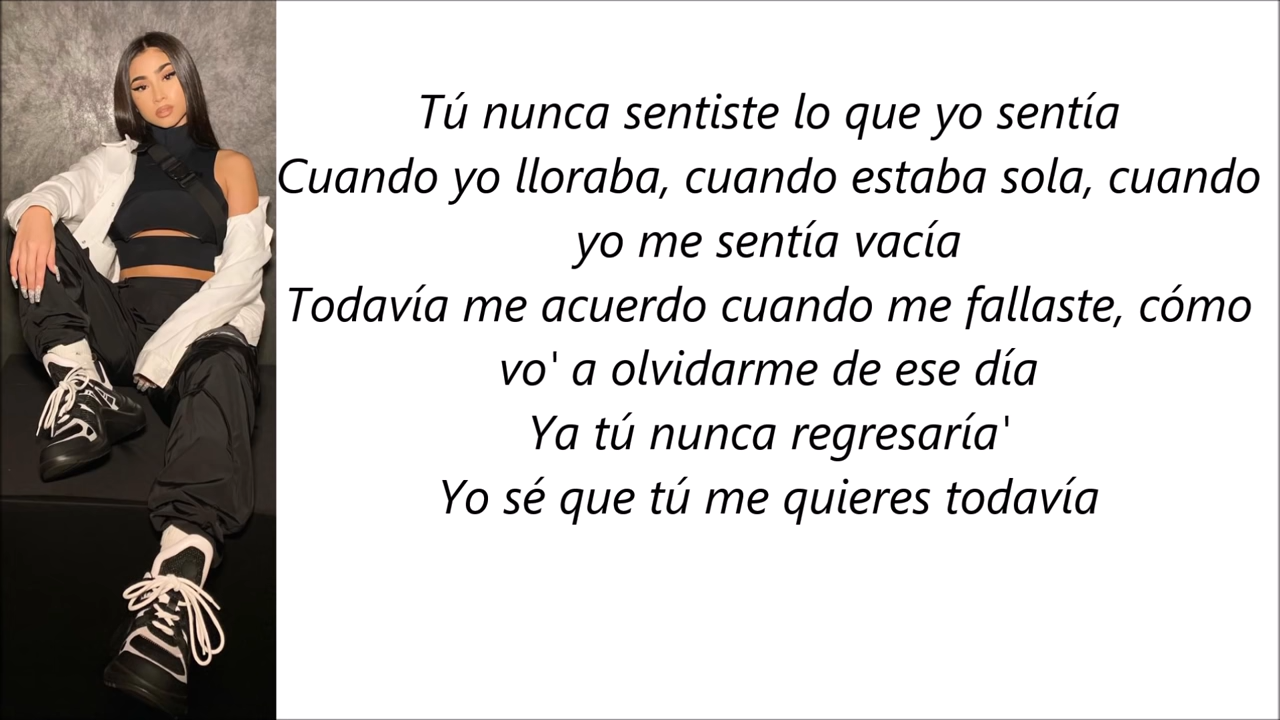 Tú nunca sentiste lo que yo sentía
Cuando yo lloraba, cuando estaba sola, cuando
yo me sentía vacía
Todavía me acuerdo cuando me fallaste, cómo
vo' a olvidarme de ese día
Ya tú nunca regresaría'
Yo sé que tú me quieres todavía